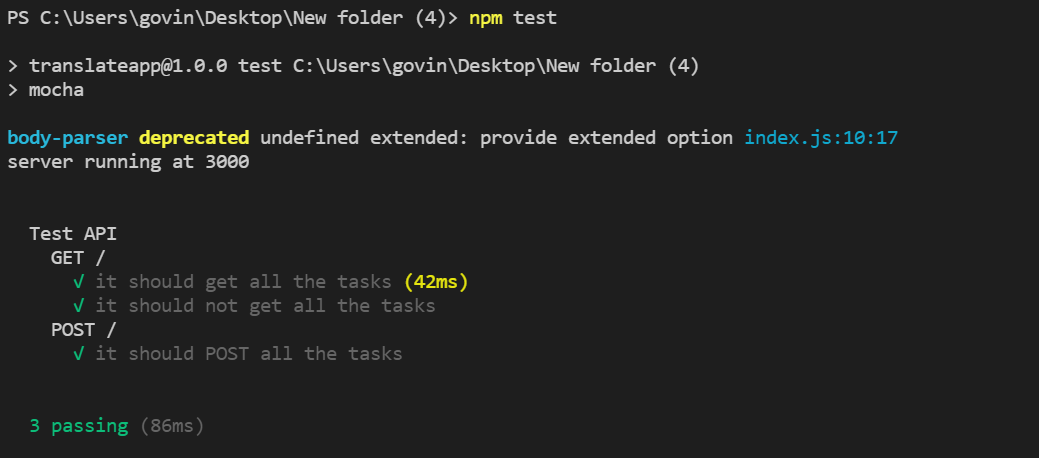 PS C:\Users\govin\Desktop\New folder (4)> npm test
> translateapp@1.0.0 test C:\Users\govin\Desktop\New folder (4)
> mocha
body-parser deprecated undefined extended: provide extended option index.js:10:17
server running at 3000
Test API
GET /
√ it should get all the tasks (42ms)
√ it should not get all the tasks
POST /
√ it should POST all the tasks
3 passing (86ms)